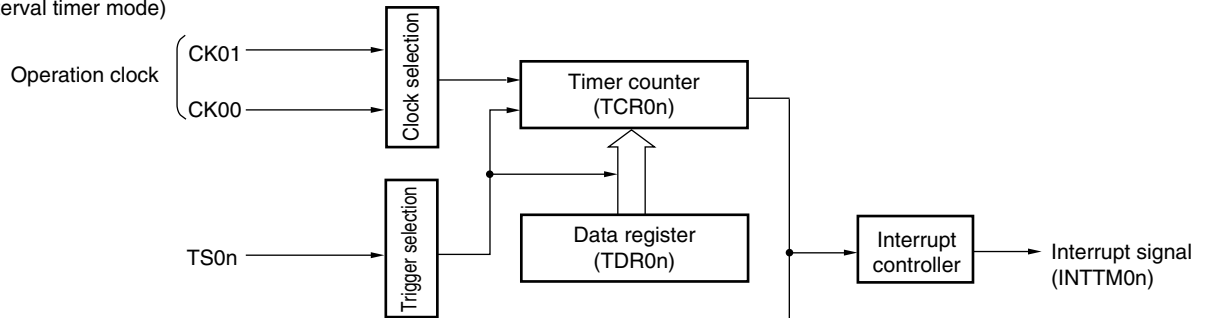 erval timer mode)
Operation clock
CK01
CK00
Clock selection
Timer counter
(TCR0n)
TS0n
Trigger selection
Data register
(TDR0n)
Interrupt
controller
Interrupt signal
(INTTM0n)